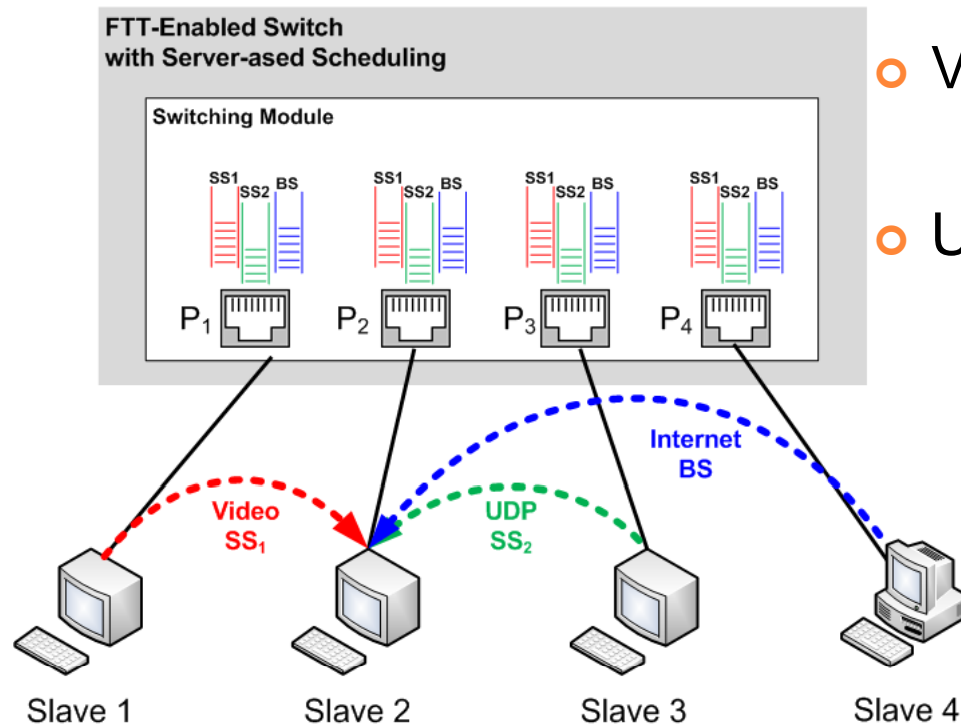 FTT-Enabled Switch
with Server-ased Scheduling
V
U
Switching Module
SS1 SS2 BS
SS1 SS2 BS
SS1 SS2 BS
SS1 SS2 BS
P₁
P₂
P₃
P₄
Internet
BS
Video
SS₁
UDP
SS₂
Slave 1
Slave 2
Slave 3
Slave 4